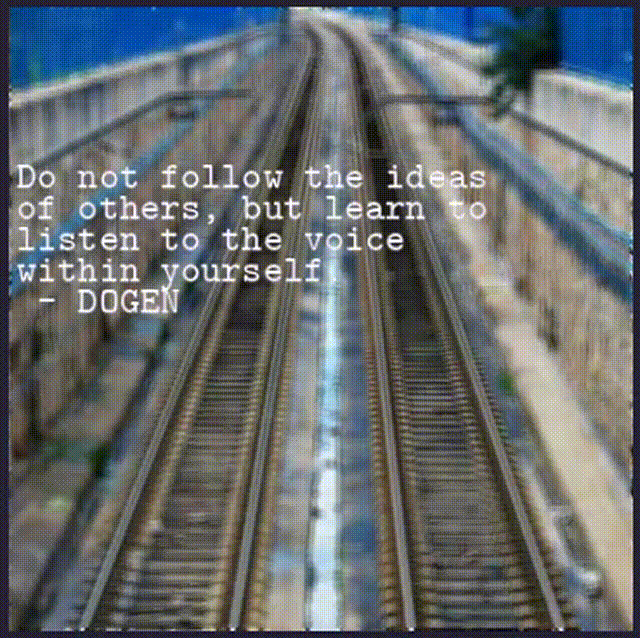 Do not follow the ideas
of others, but learn to
listen to the voice
within yourself.
- DOGEN